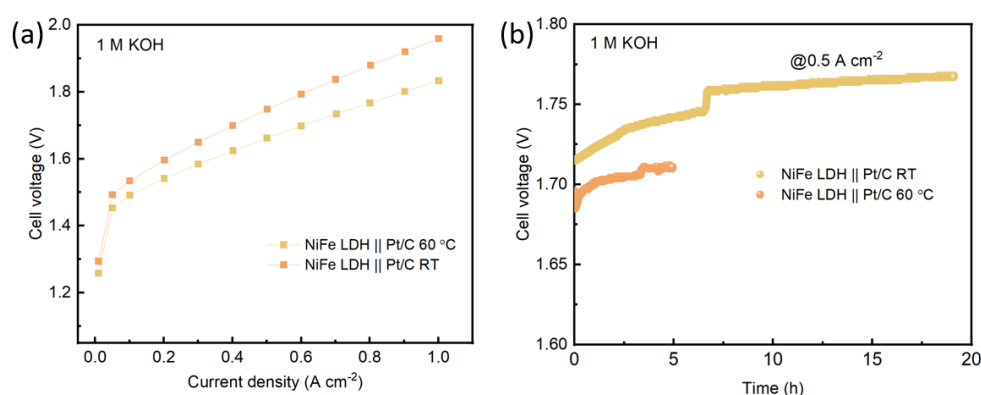 (a)
1 M KOH
Cell voltage (V)
2.0
1.8
1.6
1.4
1.2
NiFe LDH || Pt/C 60 °C
NiFe LDH || Pt/C RT
0.0 0.2 0.4 0.6 0.8 1.0
Current density (A cm-2)
(b)
1 M KOH
@0.5 A cm-2
Cell voltage (V)
1.80
1.75
1.70
1.65
1.60
NiFe LDH || Pt/C RT
NiFe LDH || Pt/C 60 °C
0 5 10 15 20
Time (h)